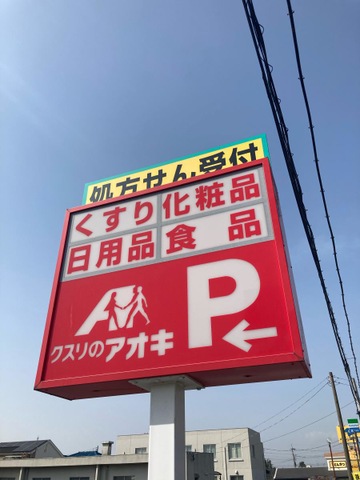 処方せん受付
くすり 化粧品
日用品 食品
P
クスリのアオキ